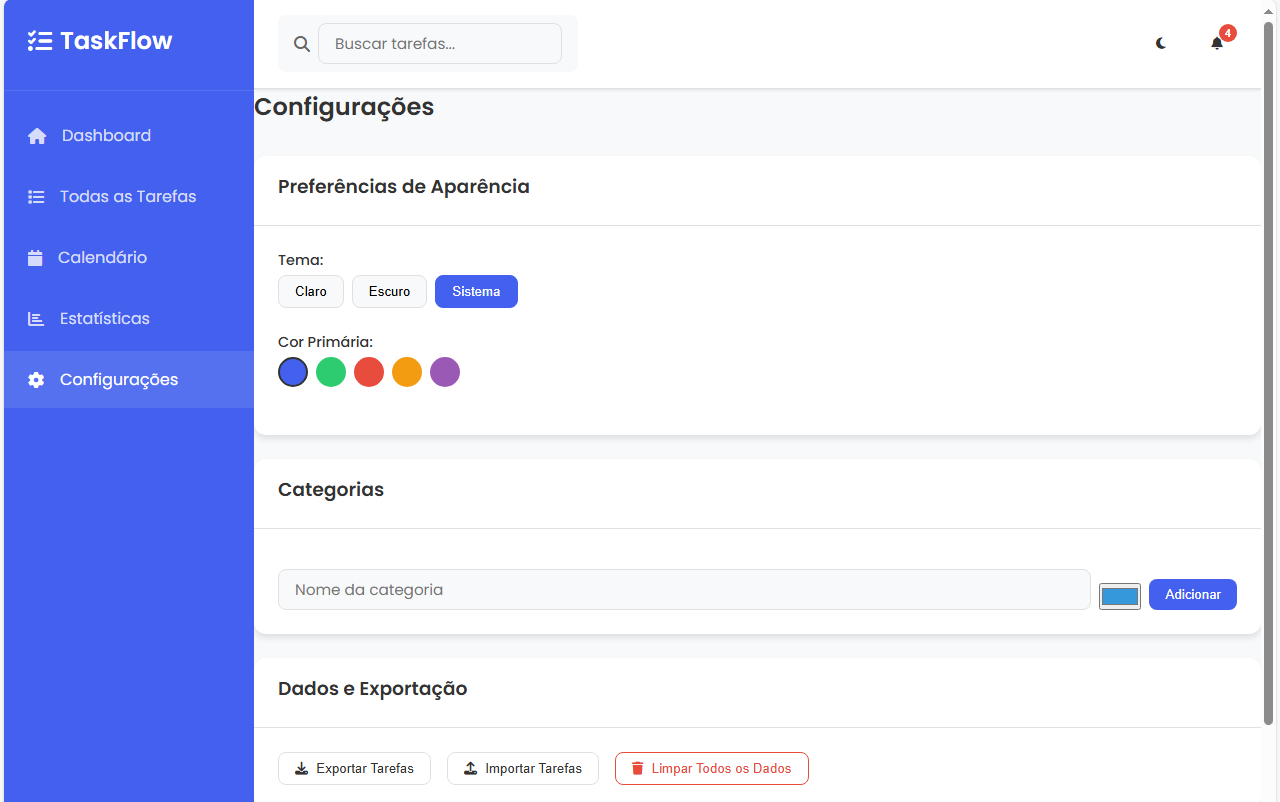 TaskFlow
Buscar tarefas...
4
Dashboard
Todas as Tarefas
Calendário
Estatísticas
Configurações
Configurações
Preferências de Aparência
Tema:
Claro Escuro Sistema
Cor Primária:
Categorias
Nome da categoria Adicionar
Dados e Exportação
Exportar Tarefas Importar Tarefas Limpar Todos os Dados